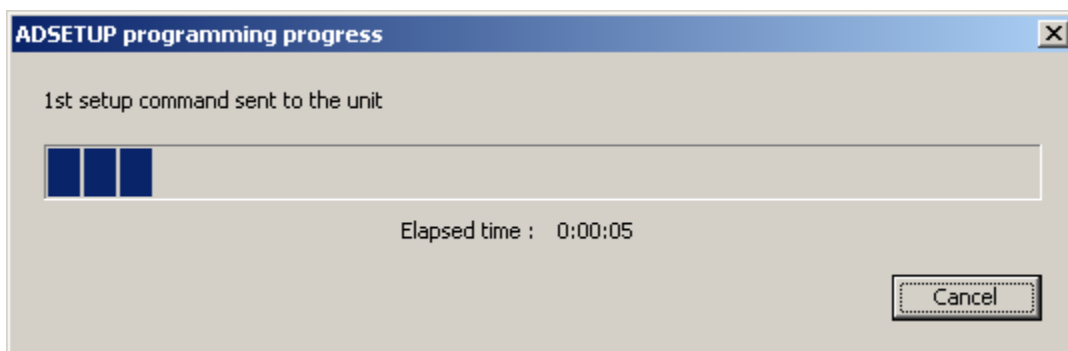 ADSETUP programming progress
1st setup command sent to the unit
Elapsed time : 0:00:05
Cancel